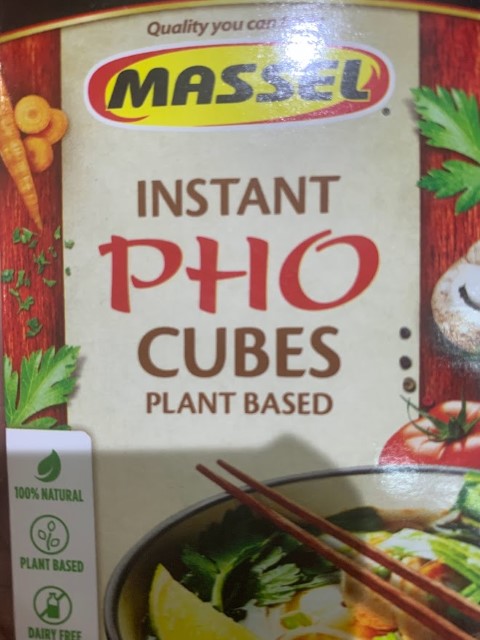 Quality you can
MASSEL
INSTANT
PHO
CUBES
PLANT BASED
100% NATURAL
PLANT BASED
DAIRY FREE